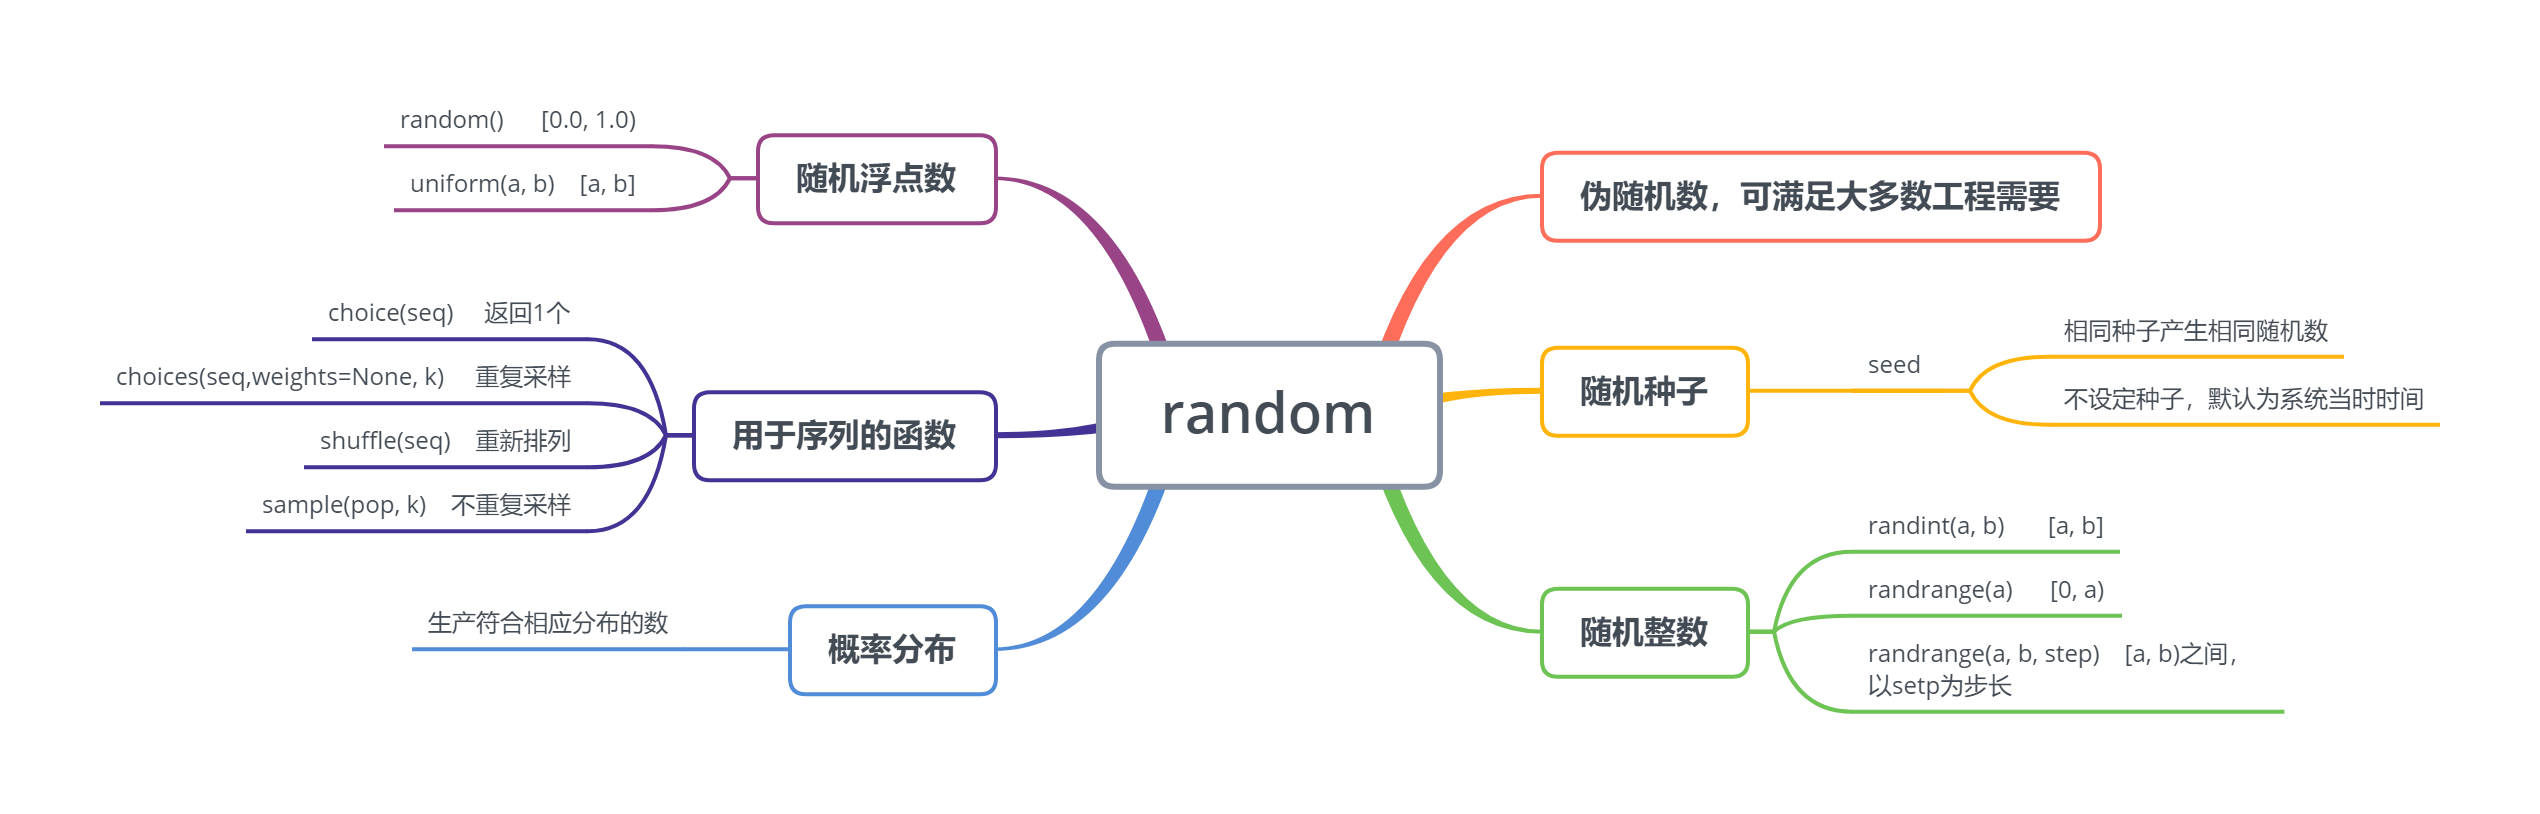 random
伪随机数，可满足大多数工程需要
随机种子
seed
相同种子产生相同随机数
不设定种子，默认为系统当时时间
随机整数
randint(a, b) [a, b]
randrange(a) [0, a)
randrange(a, b, step) [a, b)之间，
以setp为步长
随机浮点数
random() [0.0, 1.0)
uniform(a, b) [a, b]
用于序列的函数
choice(seq) 返回1个
choices(seq,weights=None, k) 重复采样
shuffle(seq) 重新排列
sample(pop, k) 不重复采样
概率分布
生产符合相应分布的数